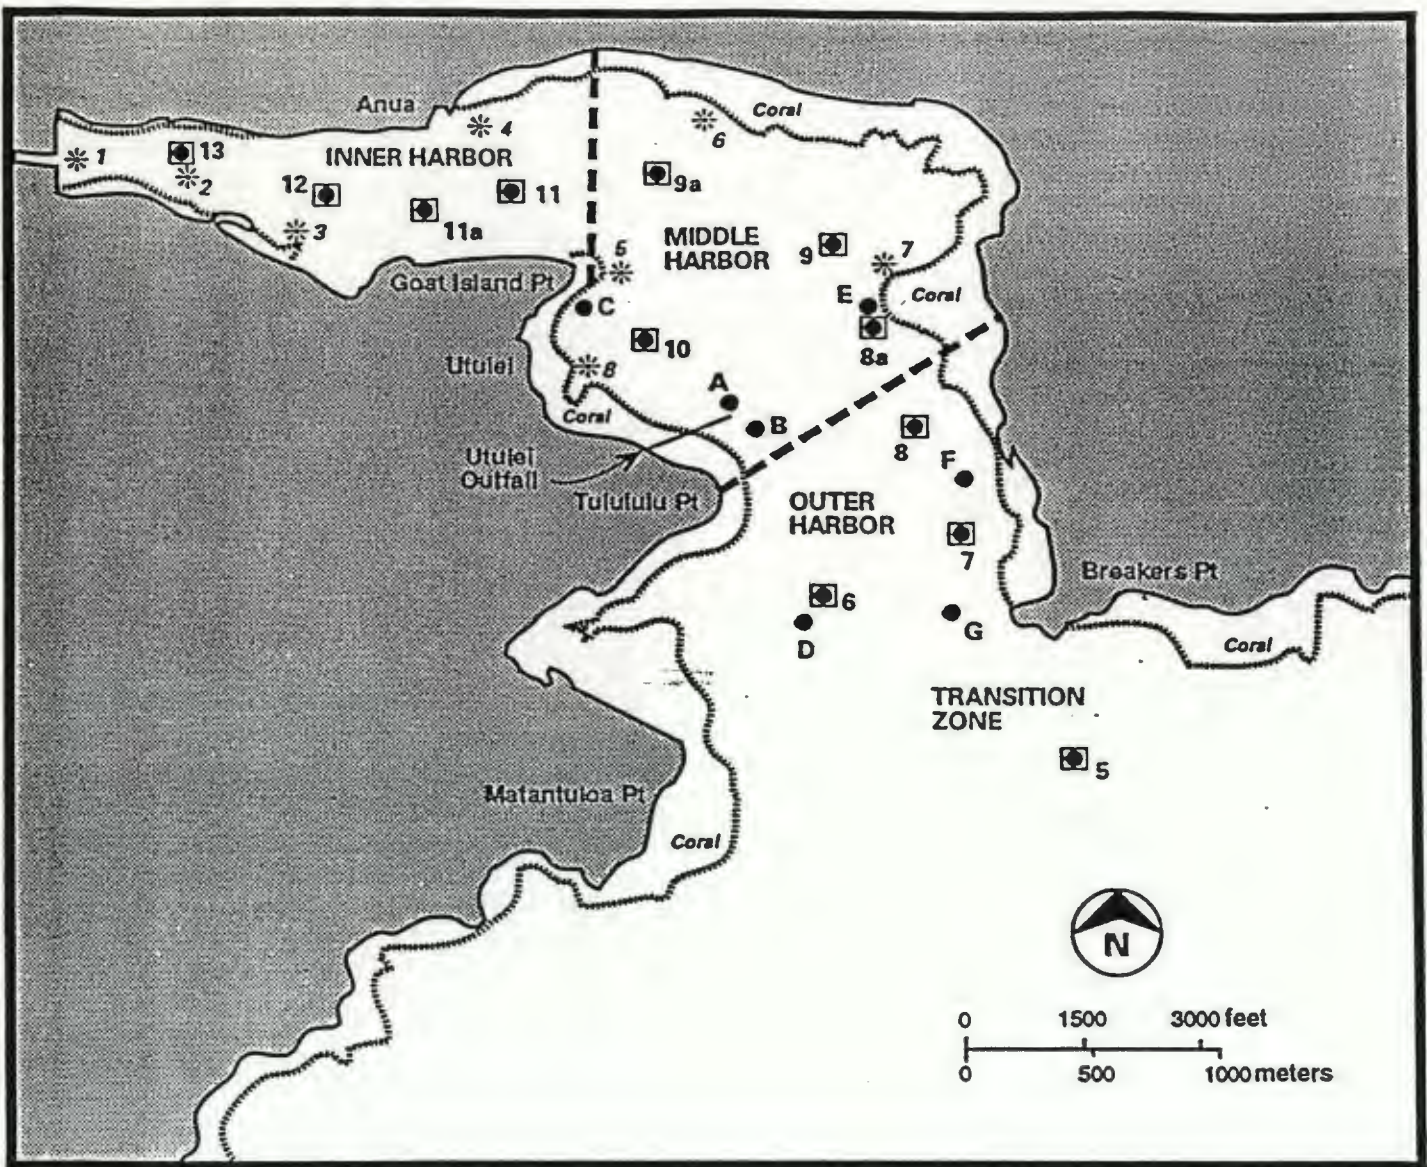 Anua
Coral
4
6
1
13
INNER HARBOR
2
12
11
9a
11a
3
MIDDLE
HARBOR
5
9
7
Goat Island Pt
E
Coral
C
10
8a
Utulei
8
A
Coral
B
8
Utulei
Outfall
F
Tulululu Pt
OUTER
HARBOR
7
Breakers Pt
6
G
D
Coral
TRANSITION
ZONE
5
Matantuloa Pt
Coral
N
0 1500 3000 feet
0 500 1000 meters